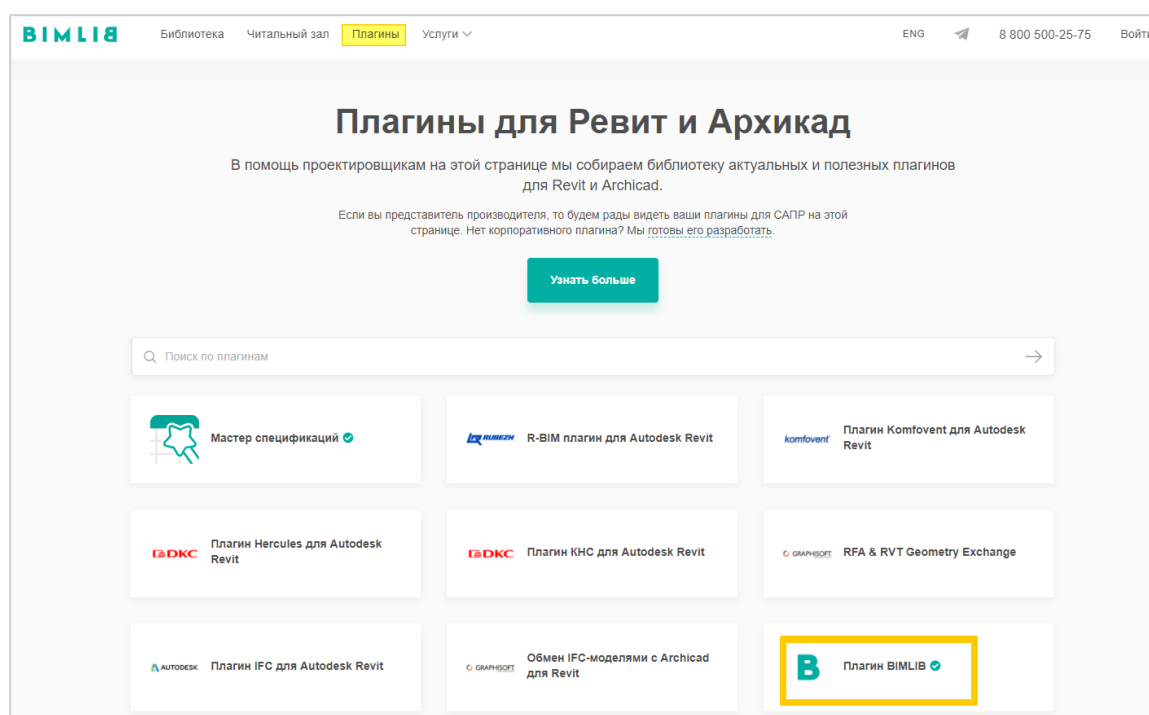 BIMLIB Библиотека Читальный зал Плагины Услуги ENG 8 800 500-25-75 Войти
Плагины для Ревит и Архикад
В помощь проектировщикам на этой странице мы собираем библиотеку актуальных и полезных плагинов
для Revit и Archicad.
Если вы представитель производителя, то будем рады видеть ваши плагины для САПР на этой
странице. Нет корпоративного плагина? Мы готовы его разработать.
Узнать больше
Поиск по плагинам
Мастер спецификаций
RUBEZH R-BIM плагин для Autodesk Revit
komfovent Плагин Komfovent для Autodesk
Revit
DKC Плагин Hercules для Autodesk
Revit
DKC Плагин КНС для Autodesk Revit
GRAPHISOFT RFA & RVT Geometry Exchange
AUTODESK Плагин IFC для Autodesk Revit
GRAPHISOFT Обмен IFC-моделями с Archicad
для Revit
B Плагин BIMLIB